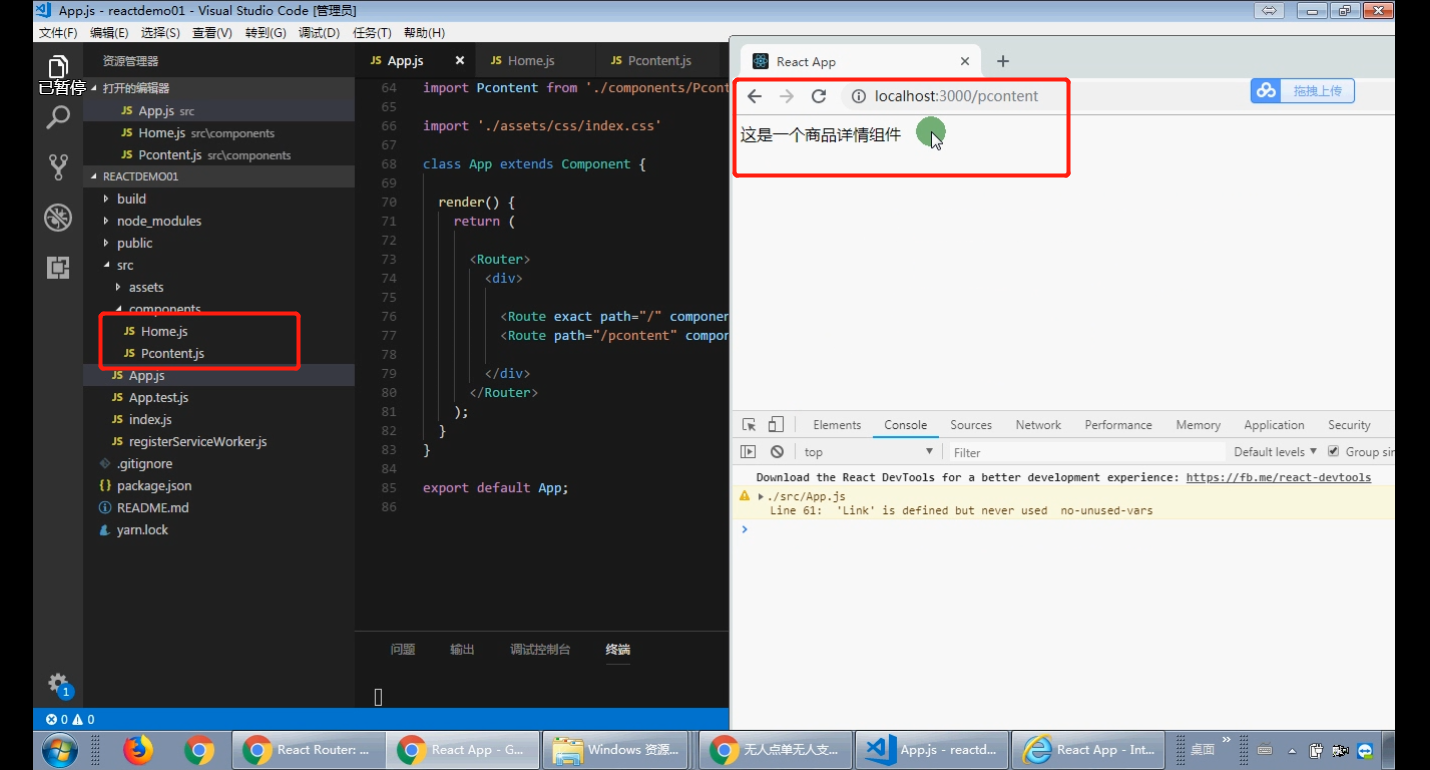 App.js - reactdemo01 - Visual Studio Code [管理员]
文件(F) 编辑(E) 选择(S) 查看(V) 转到(G) 调试(D) 任务(T) 帮助(H)
已暂停
资源管理器
打开的编辑器
JS App.js src
JS Home.js src\components
JS Pcontent.js src\components
REACTDEMO01
build
node_modules
public
src
assets
components
JS Home.js
JS Pcontent.js
JS App.js
JS App.test.js
JS index.js
JS registerServiceWorker.js
.gitignore
{} package.json
README.md
yarn.lock
1
JS App.js JS Home.js JS Pcontent.js
64 import Pcontent from './components/Pcont
65
66 import './assets/css/index.css'
67
68 class App extends Component {
69
70 render() {
71 return (
72
73 <Router>
74 <div>
75
76 <Route exact path="/" componen
77 <Route path="/pcontent" compon
78
79 </div>
80 </Router>
81 );
82 }
83 }
84
85 export default App;
86
问题 输出 调试控制台 终端
0 0
React App
localhost:3000/pcontent
拖拽上传
这是一个商品详情组件
Elements Console Sources Network Performance Memory Application Security
top Filter Default levels Group sim
Download the React DevTools for a better development experience: https://fb.me/react-devtools
./src/App.js
Line 61: 'Link' is defined but never used no-unused-vars
React Router: ... React App - G... Windows 资源... 无人点单无人支... App.js - reactd... React App - Int... 桌面